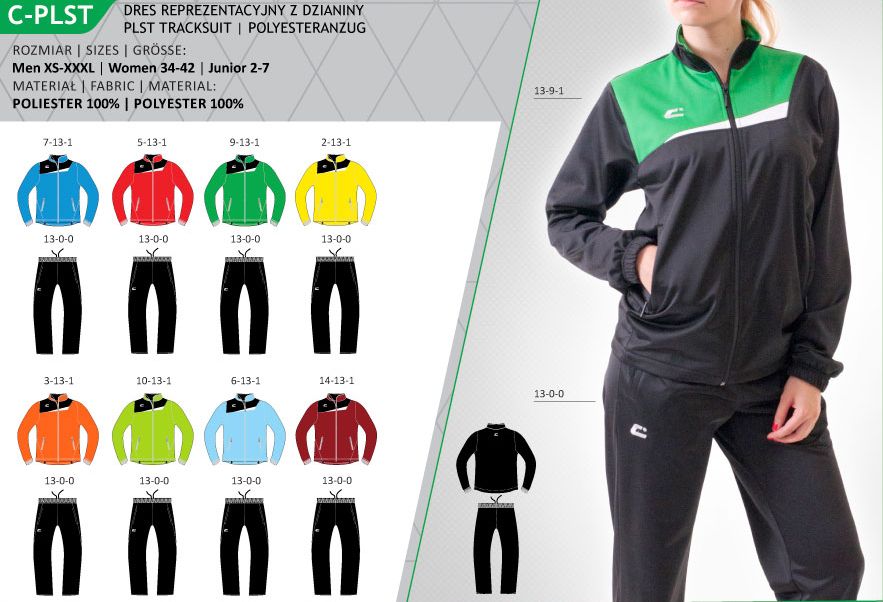 C-PLST
DRES REPREZENTACYJNY Z DZIANINY
PLST TRACKSUIT | POLYESTERANZUG
ROZMIAR | SIZES | GRÖSSE:
Men XS-XXXL | Women 34-42 | Junior 2-7
MATERIAŁ | FABRIC | MATERIAL:
POLIESTER 100% | POLYESTER 100%
7-13-1 5-13-1 9-13-1 2-13-1
13-0-0 13-0-0 13-0-0 13-0-0
3-13-1 10-13-1 6-13-1 14-13-1
13-0-0 13-0-0 13-0-0 13-0-0
13-9-1
13-0-0